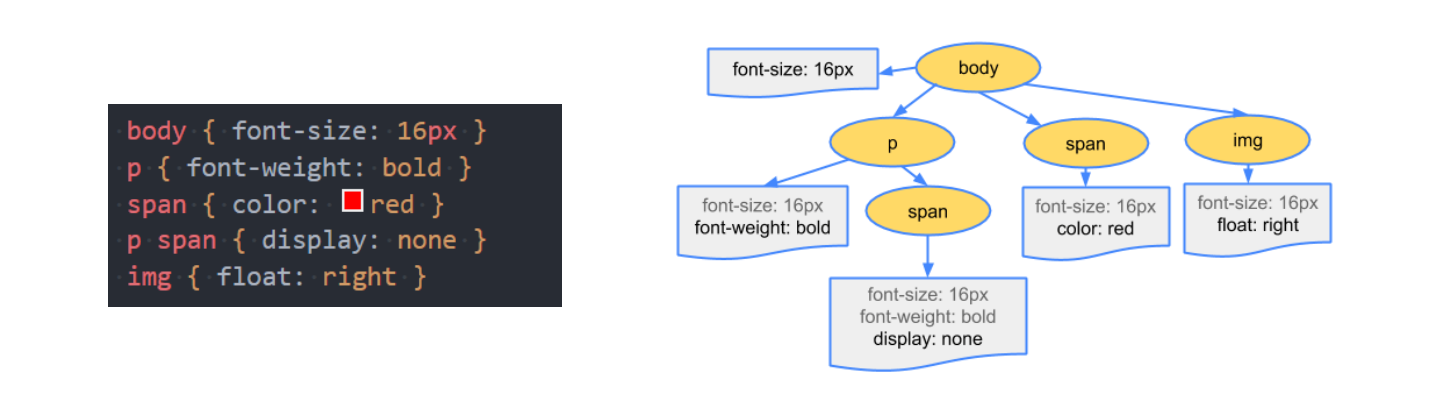 body { font-size: 16px }
p { font-weight: bold }
span { color: red }
p span { display: none }
img { float: right }
font-size: 16px
body
p
span
img
font-size: 16px
font-weight: bold
span
font-size: 16px
color: red
font-size: 16px
float: right
font-size: 16px
font-weight: bold
display: none